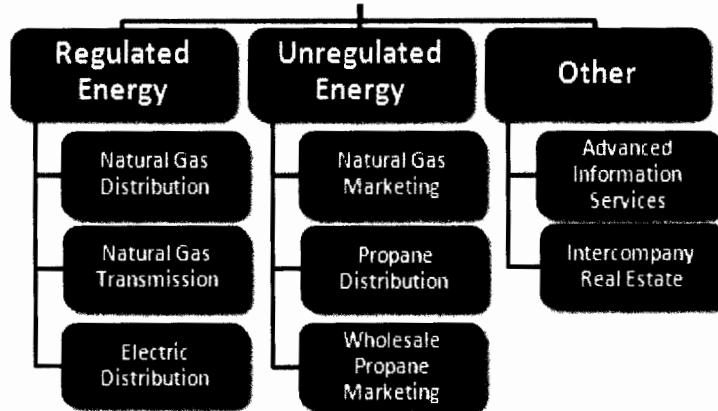 Regulated
Energy
Natural Gas
Distribution
Natural Gas
Transmission
Electric
Distribution
Unregulated
Energy
Natural Gas
Marketing
Propane
Distribution
Wholesale
Propane
Marketing
Other
Advanced
Information
Services
Intercompany
Real Estate